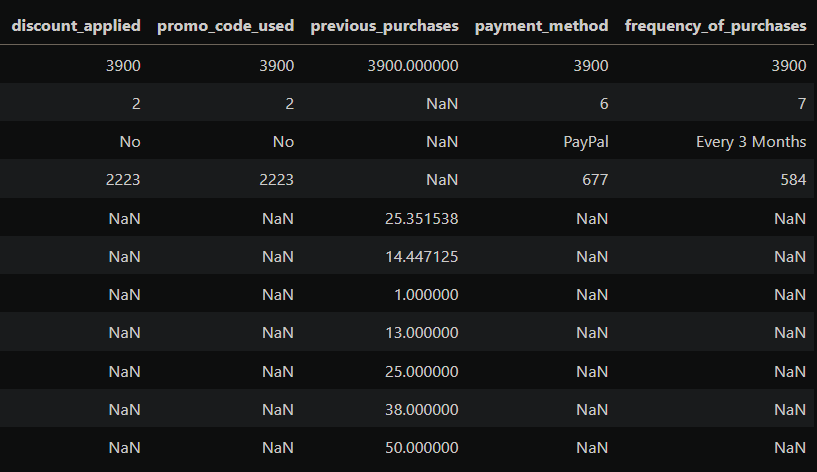 discount_applied promo_code_used previous_purchases payment_method frequency_of_purchases
3900 3900 3900.000000 3900 3900
2 2 NaN 6 7
No No NaN PayPal Every 3 Months
2223 2223 NaN 677 584
NaN NaN 25.351538 NaN NaN
NaN NaN 14.447125 NaN NaN
NaN NaN 1.000000 NaN NaN
NaN NaN 13.000000 NaN NaN
NaN NaN 25.000000 NaN NaN
NaN NaN 38.000000 NaN NaN
NaN NaN 50.000000 NaN NaN